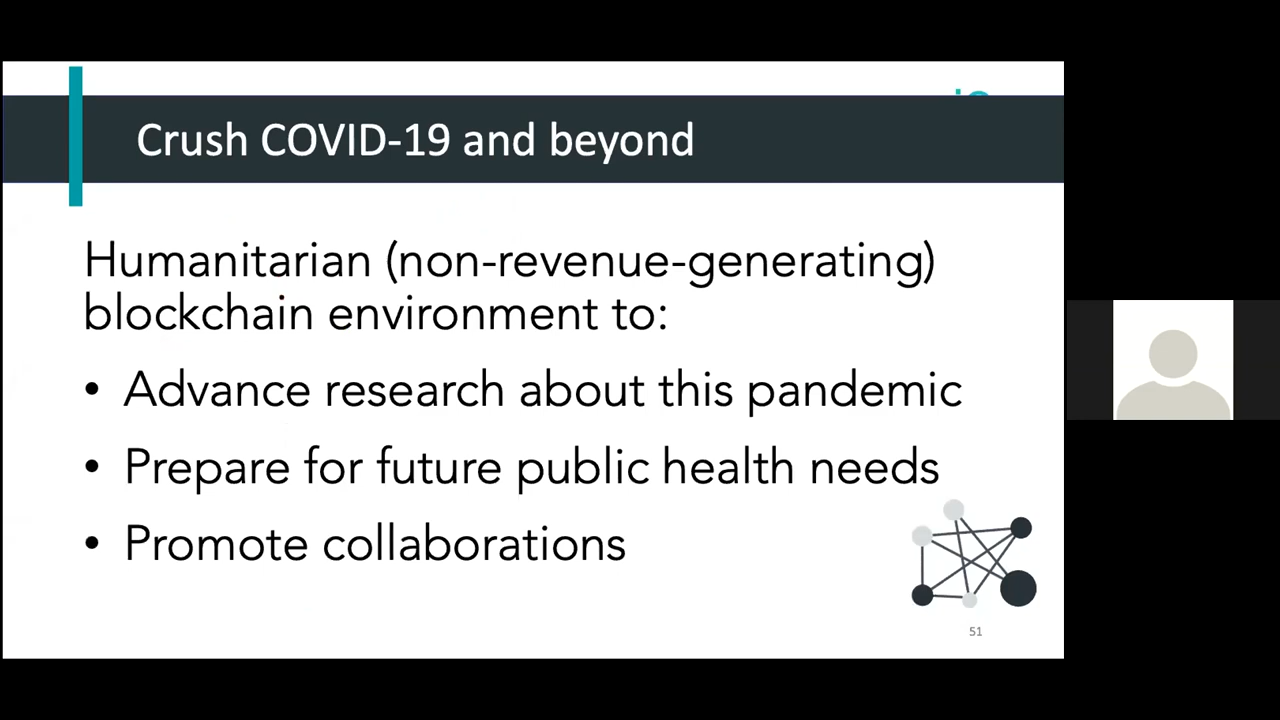 Crush COVID-19 and beyond
Humanitarian (non-revenue-generating)
blockchain environment to:
• Advance research about this pandemic
• Prepare for future public health needs
• Promote collaborations
51